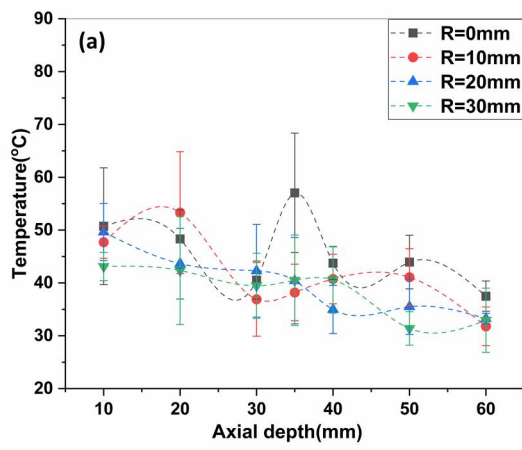 (a)
R=0mm
R=10mm
R=20mm
R=30mm
Temperature(°C)
90
80
70
60
50
40
30
20
10 20 30 40 50 60
Axial depth(mm)